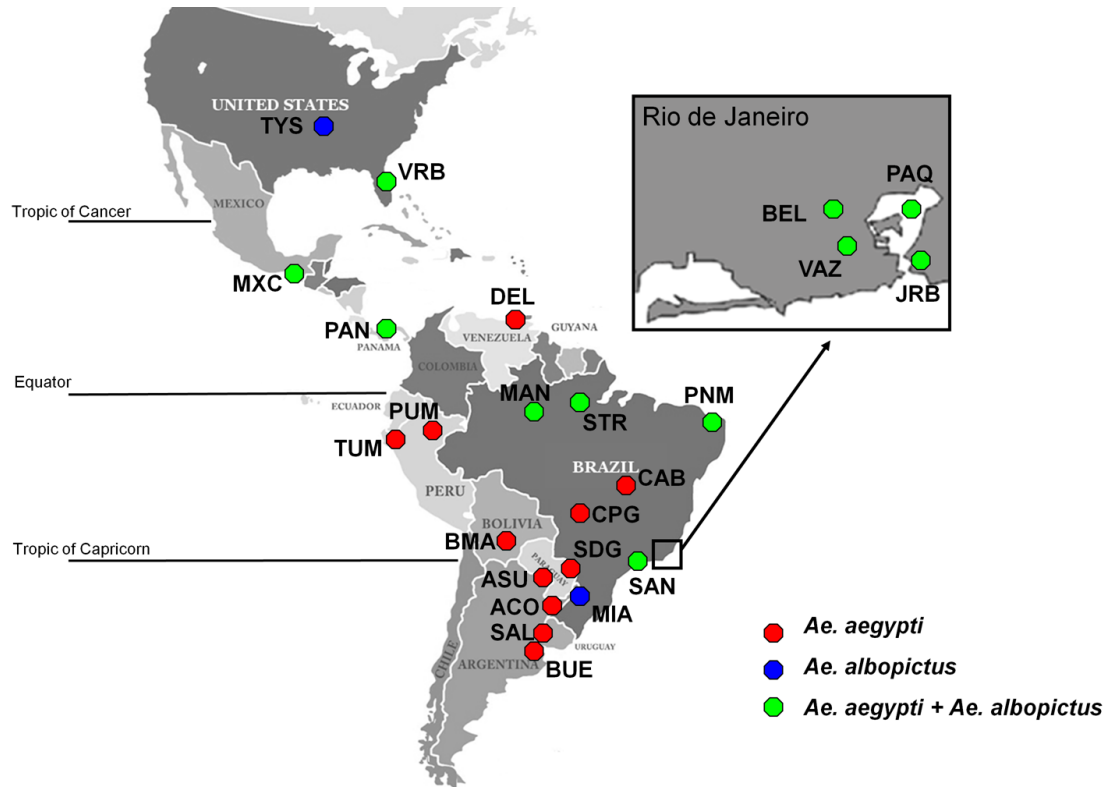 UNITED STATES
TYS
VRB
MEXICO
Tropic of Cancer
MXC
PAN
PANAMA
DEL
VENEZUELA
GUYANA
COLOMBIA
Equator
ECUADOR
MAN
STR
PNM
PUM
TUM
PERU
BRAZIL
CAB
CPG
BOLIVIA
BMA
Tropic of Capricorn
PARAGUAY
SDG
SAN
ASU
MIA
ACO
SAL
URUGUAY
CHILE
ARGENTINA
BUE
Rio de Janeiro
PAQ
BEL
VAZ
JRB
Ae. aegypti
Ae. albopictus
Ae. aegypti + Ae. albopictus